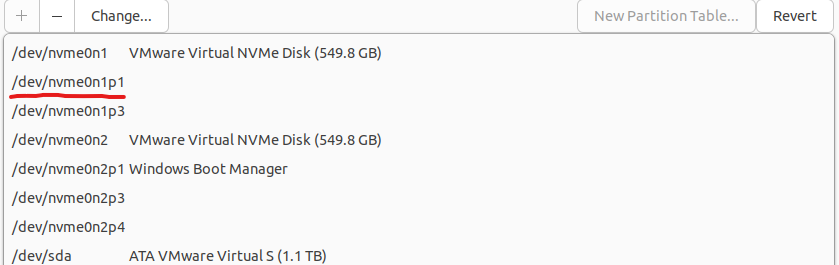 + – Change... New Partition Table... Revert
/dev/nvme0n1 VMware Virtual NVMe Disk (549.8 GB)
/dev/nvme0n1p1
/dev/nvme0n1p3
/dev/nvme0n2 VMware Virtual NVMe Disk (549.8 GB)
/dev/nvme0n2p1 Windows Boot Manager
/dev/nvme0n2p3
/dev/nvme0n2p4
/dev/sda ATA VMware Virtual S (1.1 TB)